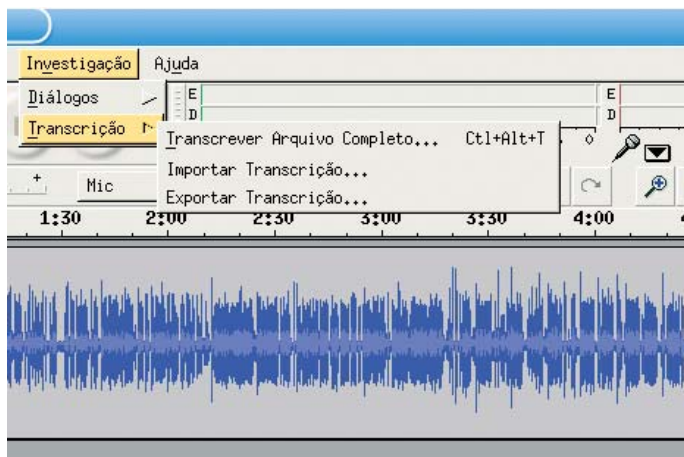 Investigação Ajuda
Diálogos
E E
D D
Transcrição
Transcrever Arquivo Completo... Ctl+Alt+T
0
Importar Transcrição...
+ Mic
Exportar Transcrição...
1:30 2:00 2:30 3:00 3:30 4:00